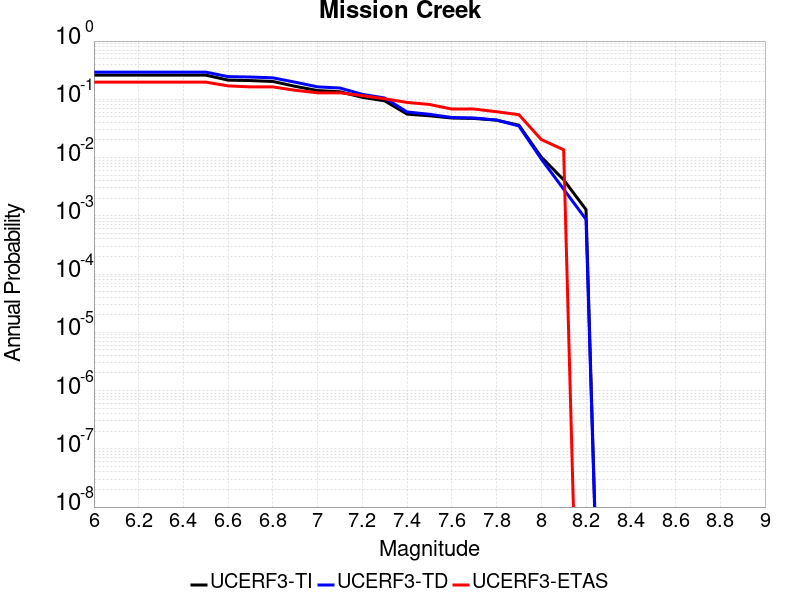 Mission Creek
10^0
10^-1
10^-2
10^-3
10^-4
10^-5
10^-6
10^-7
10^-8
Annual Probability
6 6.2 6.4 6.6 6.8 7 7.2 7.4 7.6 7.8 8 8.2 8.4 8.6 8.8 9
Magnitude
UCERF3-TI UCERF3-TD UCERF3-ETAS